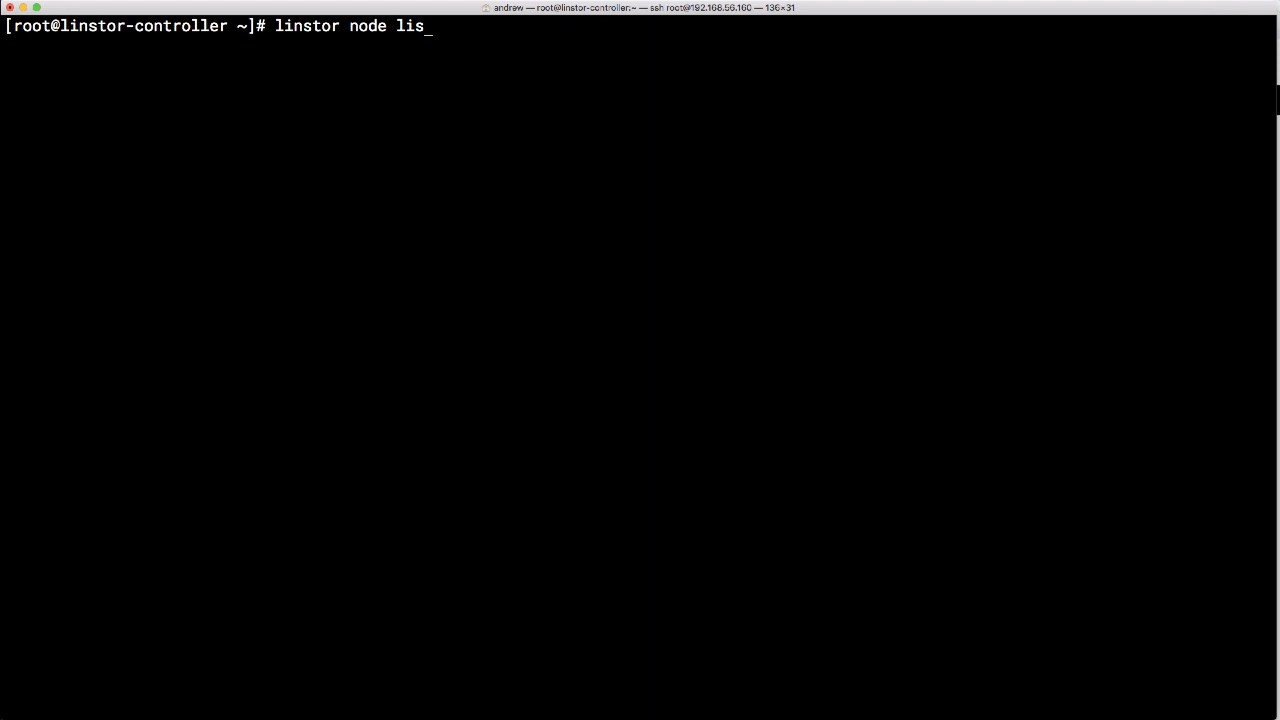 andrew — root@linstor-controller:~ — ssh root@192.168.56.160 — 136×31
[root@linstor-controller ~]# linstor node lis_